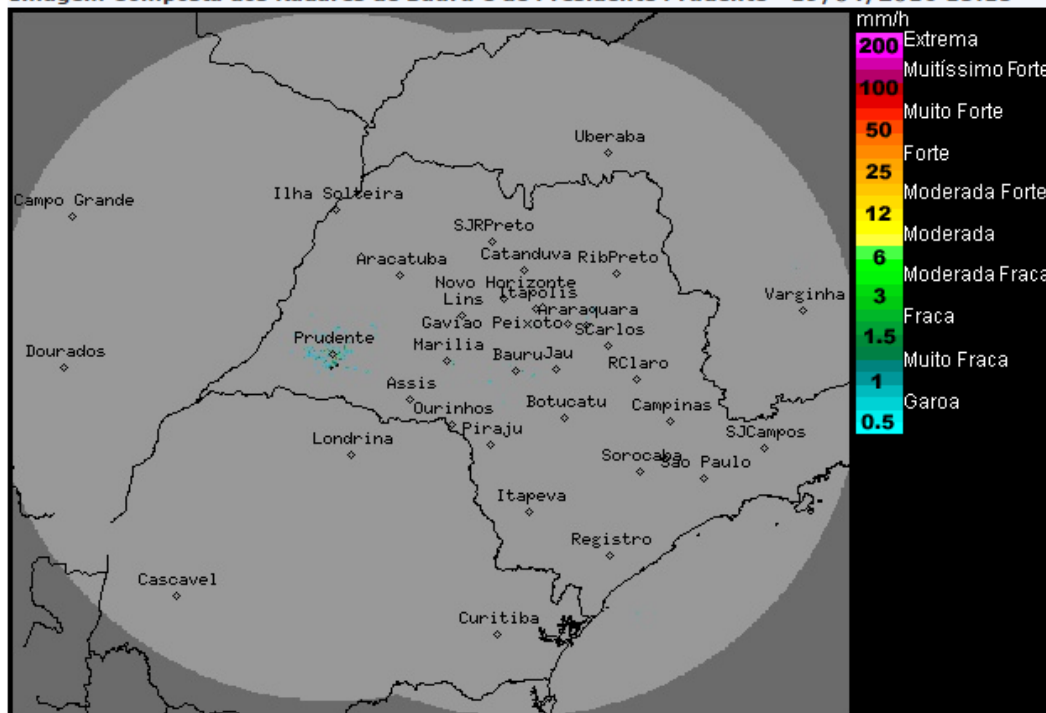 mm/h
200 Extrema
Muitíssimo Forte
100
Muito Forte
50
Forte
25
Moderada Forte
12
Moderada
6
Moderada Fraca
3
Fraca
1.5
Muito Fraca
1
Garoa
0.5
Uberaba
Campo Grande
Ilha Solteira
SJRPreto
Aracatuba
Catanduva
RibPreto
Novo Horizonte
Lins
Itapolis
Araraquara
Varginha
Gaviao Peixoto
SCarlos
Prudente
Dourados
Marilia
Bauru
Jau
RClaro
Assis
Ourinhos
Botucatu
Campinas
Piraju
Londrina
SJCampos
Sorocaba
Sao Paulo
Itapeva
Registro
Cascavel
Curitiba